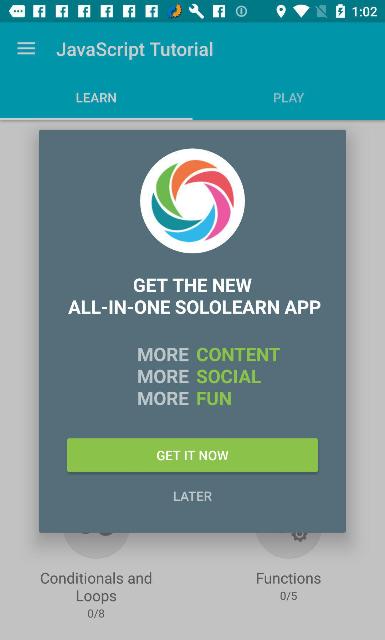 1:02
JavaScript Tutorial
LEARN
PLAY
GET THE NEW
ALL-IN-ONE SOLOLEARN APP
MORE CONTENT
MORE SOCIAL
MORE FUN
GET IT NOW
LATER
Conditionals and
Loops
0/8
Functions
0/5